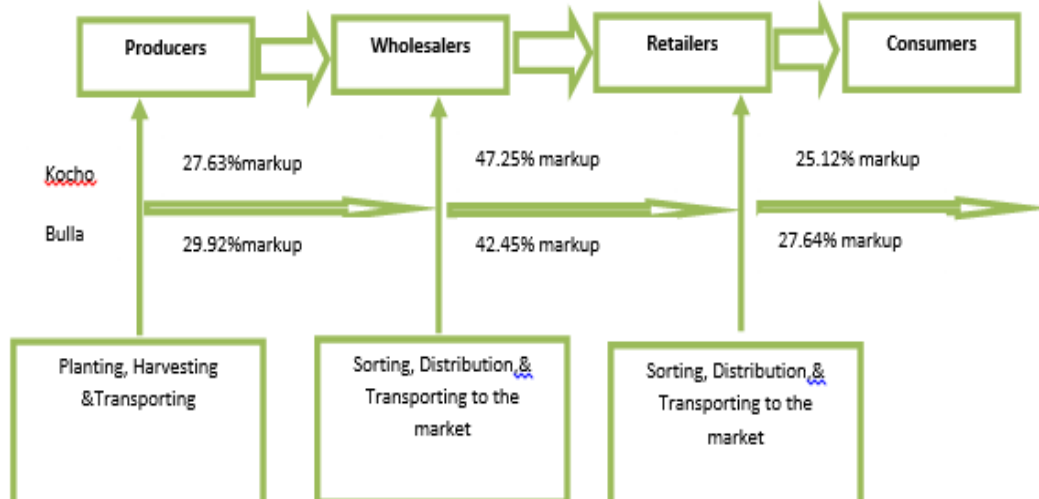 Producers
Wholesalers
Retailers
Consumers
Kocho
27.63%markup
47.25% markup
25.12% markup
Bulla
29.92%markup
42.45% markup
27.64% markup
Planting, Harvesting
&Transporting
Sorting, Distribution,&
Transporting to the
market
Sorting, Distribution,&
Transporting to the
market